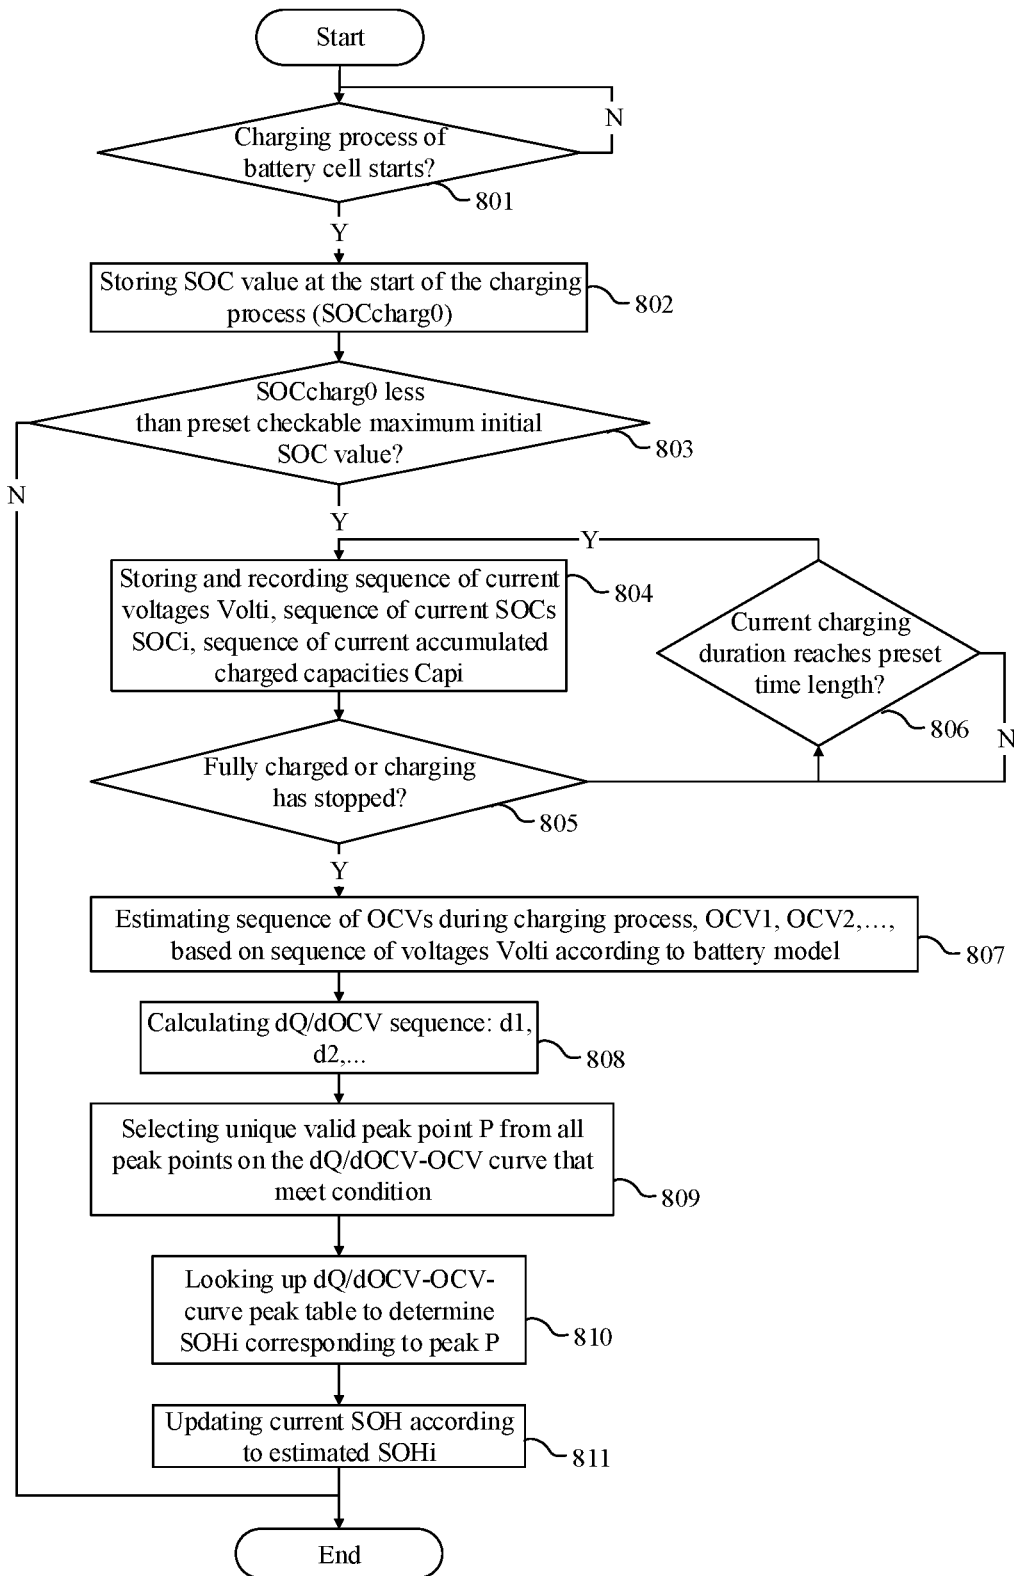 Start
N
Charging process of
battery cell starts?
801
Y
Storing SOC value at the start of the charging
process (SOCcharg0)
802
SOCcharg0 less
than preset checkable maximum initial
SOC value?
803
N
Y
Y
Storing and recording sequence of current
voltages Volti, sequence of current SOCs
SOCi, sequence of current accumulated
charged capacities Capi
804
Current charging
duration reaches preset
time length?
806
N
Fully charged or charging
has stopped?
805
Y
Estimating sequence of OCVs during charging process, OCV1, OCV2,...,
based on sequence of voltages Volti according to battery model
807
Calculating dQ/dOCV sequence: d1,
d2,...
808
Selecting unique valid peak point P from all
peak points on the dQ/dOCV-OCV curve that
meet condition
809
Looking up dQ/dOCV-OCV-
curve peak table to determine
SOHi corresponding to peak P
810
Updating current SOH according
to estimated SOHi
811
End